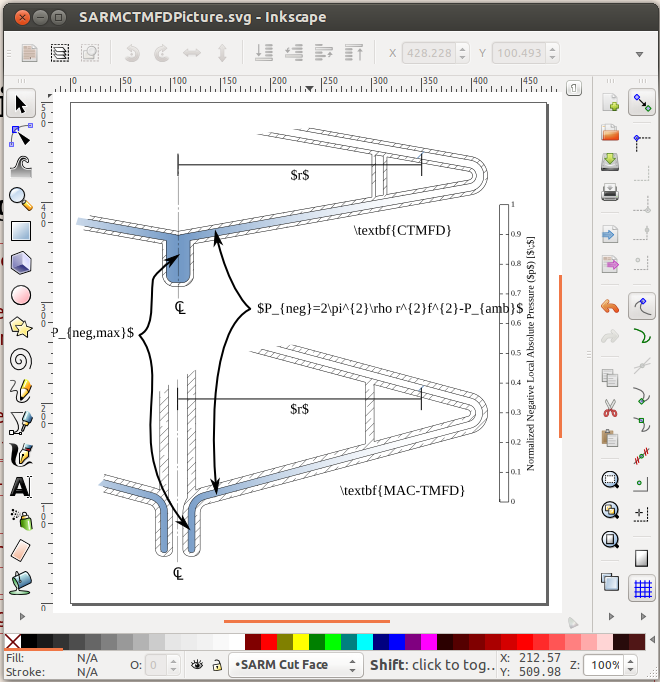 SARMCTMFDPicture.svg - Inkscape
X 428.228 Y 100.493
0 50 100 150 200 250 300 350 400 450
$r$
\textbf{CTMFD}
1
0.9
0.8
0.7
0.6
0.5
0.4
0.3
0.2
0.1
0
Normalized Negative Local Absolute Pressure ($p$) [$\;$]
℄
$P_{neg}=2\pi^{2}\rho r^{2}f^{2}-P_{amb}$
P_{neg,max}$
$r$
\textbf{MAC-TMFD}
℄
Fill: N/A
Stroke: N/A
O: 0
•SARM Cut Face
Shift: click to tog..
X: 212.57
Y: 509.98
Z: 100%